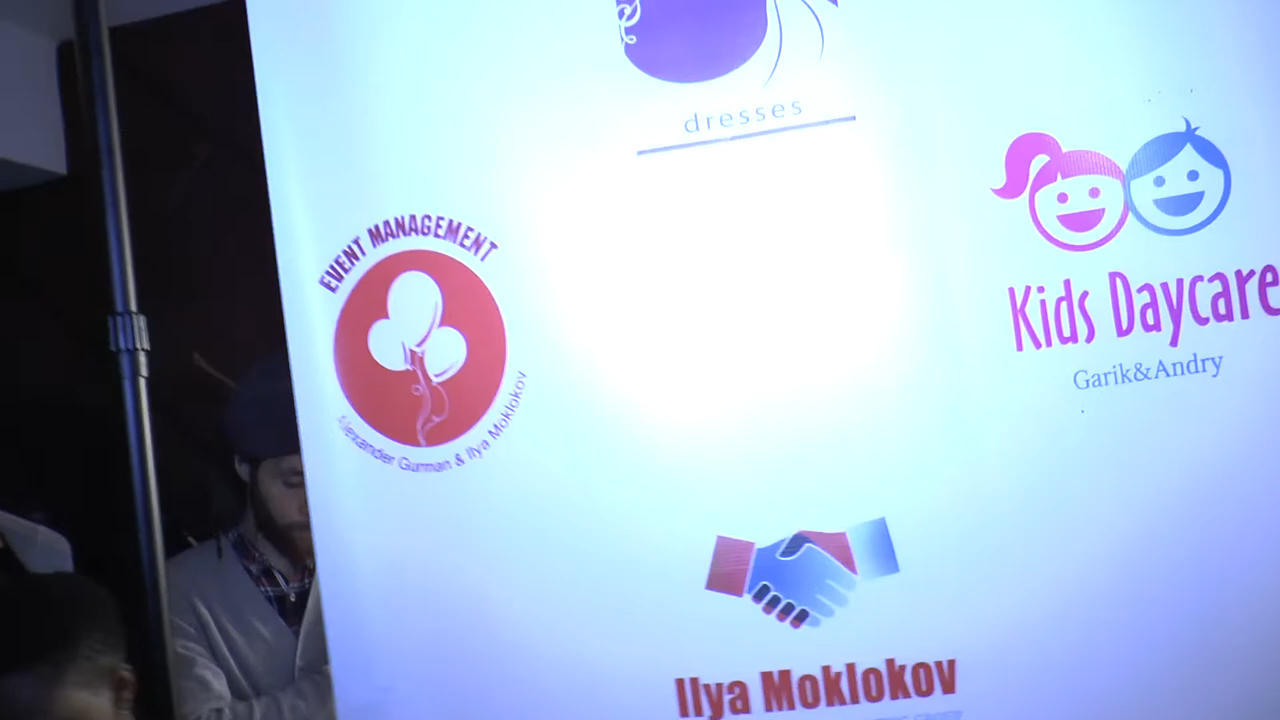 dresses
EVENT MANAGEMENT
Alexander Gurman & Ilya Moklokov
Kids Daycare
Garik&Andry
Ilya Moklokov